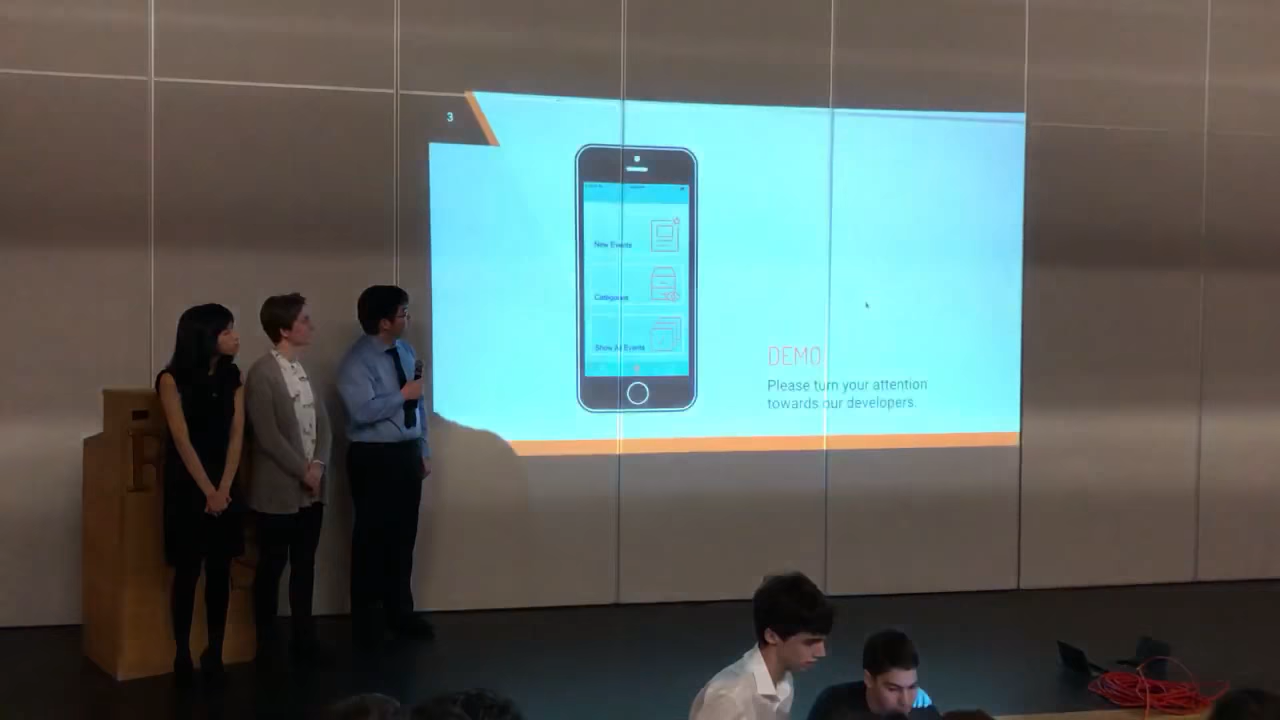 3
New Events
Categories
Show All Events
DEMO
Please turn your attention
towards our developers.